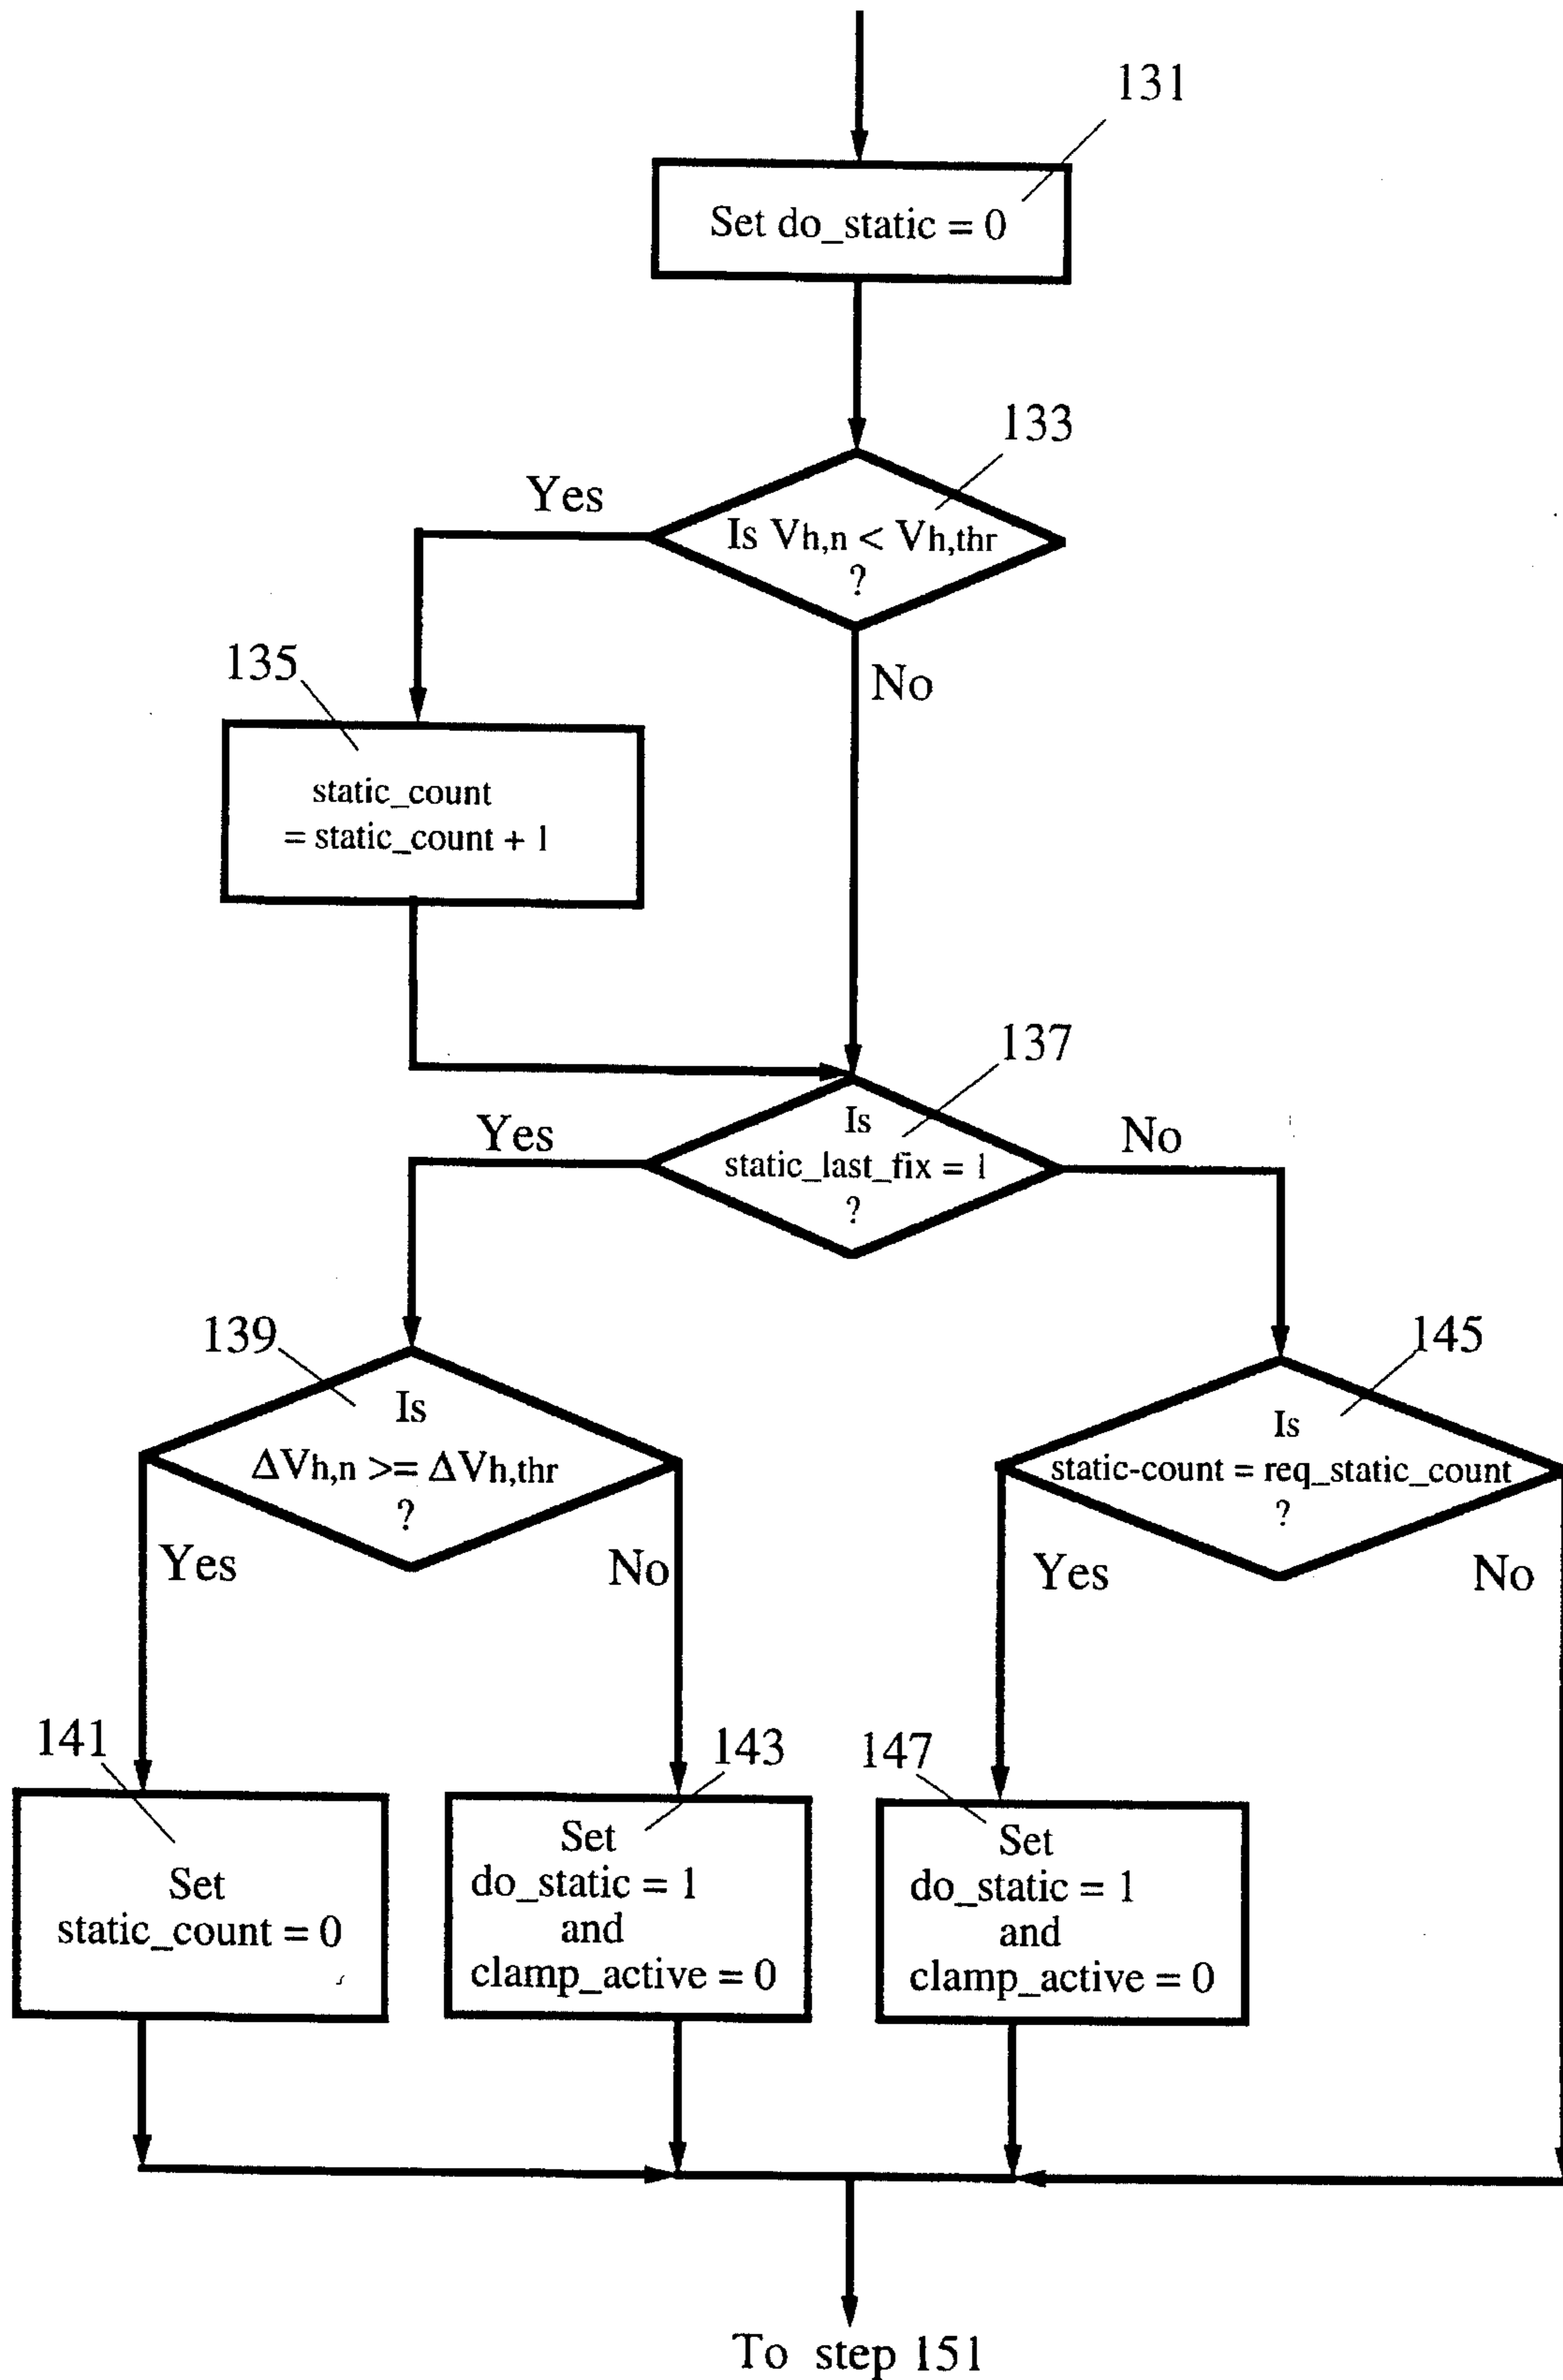 131
Set do_static = 0
133
Yes
Is Vh,n < Vh,thr
?
No
135
static_count
= static_count + 1
137
Yes
Is
static_last_fix = 1
?
No
139
Is
ΔVh,n >= ΔVh,thr
?
Yes
No
145
Is
static-count = req_static_count
?
Yes
No
141
Set
static_count = 0
143
Set
do_static = 1
and
clamp_active = 0
147
Set
do_static = 1
and
clamp_active = 0
To step 151